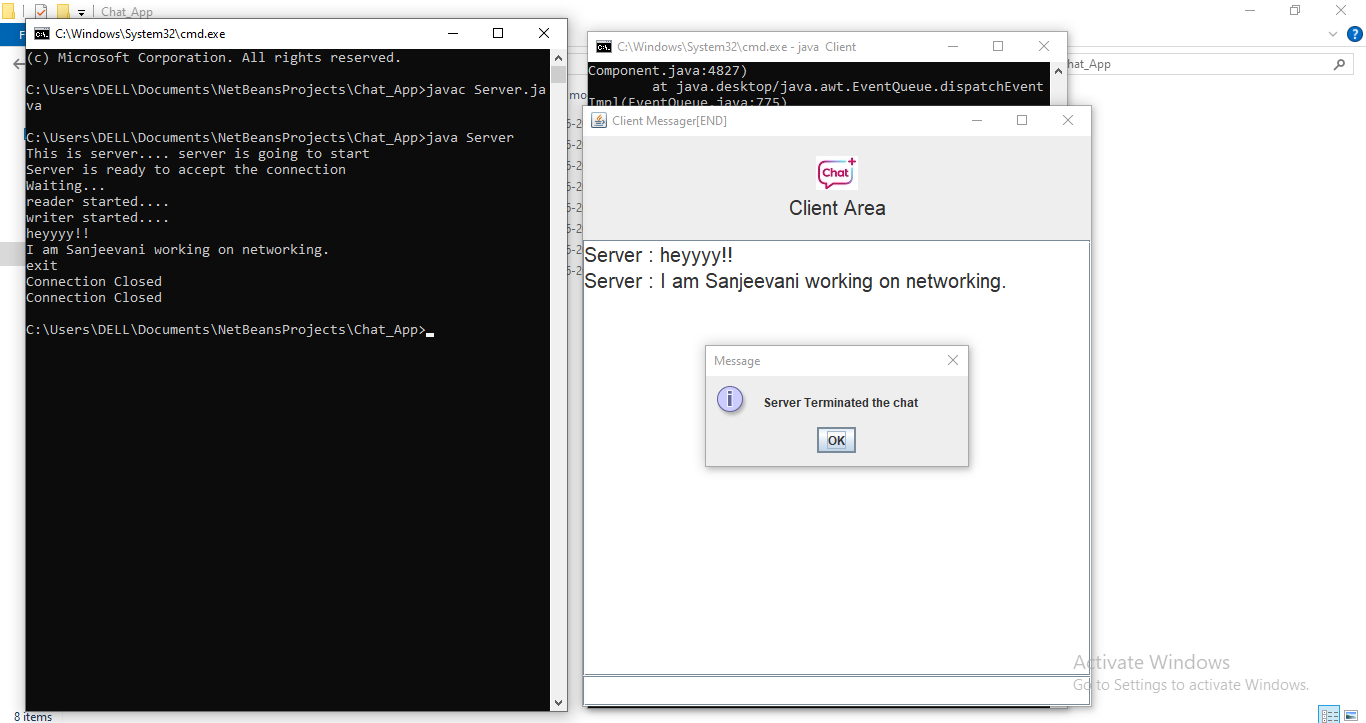 Chat_App
F
C:\Windows\System32\cmd.exe
(c) Microsoft Corporation. All rights reserved.
C:\Users\DELL\Documents\NetBeansProjects\Chat_App>javac Server.ja
va
C:\Users\DELL\Documents\NetBeansProjects\Chat_App>java Server
This is server.... server is going to start
Server is ready to accept the connection
Waiting...
reader started....
writer started....
heyyyy!!
I am Sanjeevani working on networking.
exit
Connection Closed
Connection Closed
C:\Users\DELL\Documents\NetBeansProjects\Chat_App>
C:\Windows\System32\cmd.exe - java Client
Component.java:4827)
at java.desktop/java.awt.EventQueue.dispatchEvent
Impl(EventQueue.java:775)
hat_App
mo
Client Messager[END]
Chat
Client Area
Server : heyyyy!!
Server : I am Sanjeevani working on networking.
Message
Server Terminated the chat
OK
Activate Windows
Go to Settings to activate Windows.
8 items